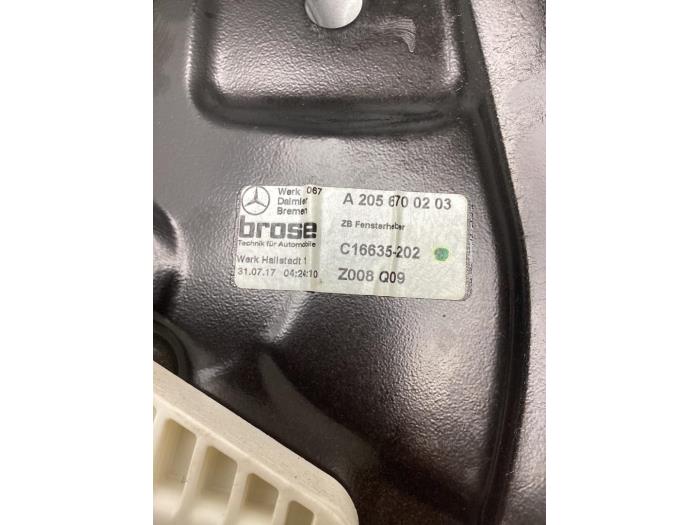 Werk 067
Daimler
Bremen
A 205 670 02 03
brose
Technik für Automobile
ZB Fensterheber
C16635-202
Werk Hallstadt 1
31.07.17 04:24:10
Z008 Q09